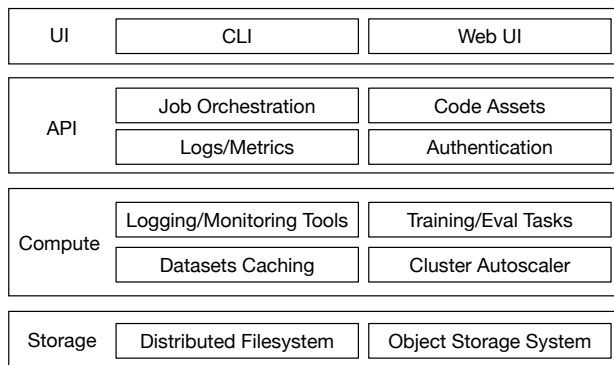 UI
CLI
Web UI
API
Job Orchestration
Code Assets
Logs/Metrics
Authentication
Compute
Logging/Monitoring Tools
Training/Eval Tasks
Datasets Caching
Cluster Autoscaler
Storage
Distributed Filesystem
Object Storage System